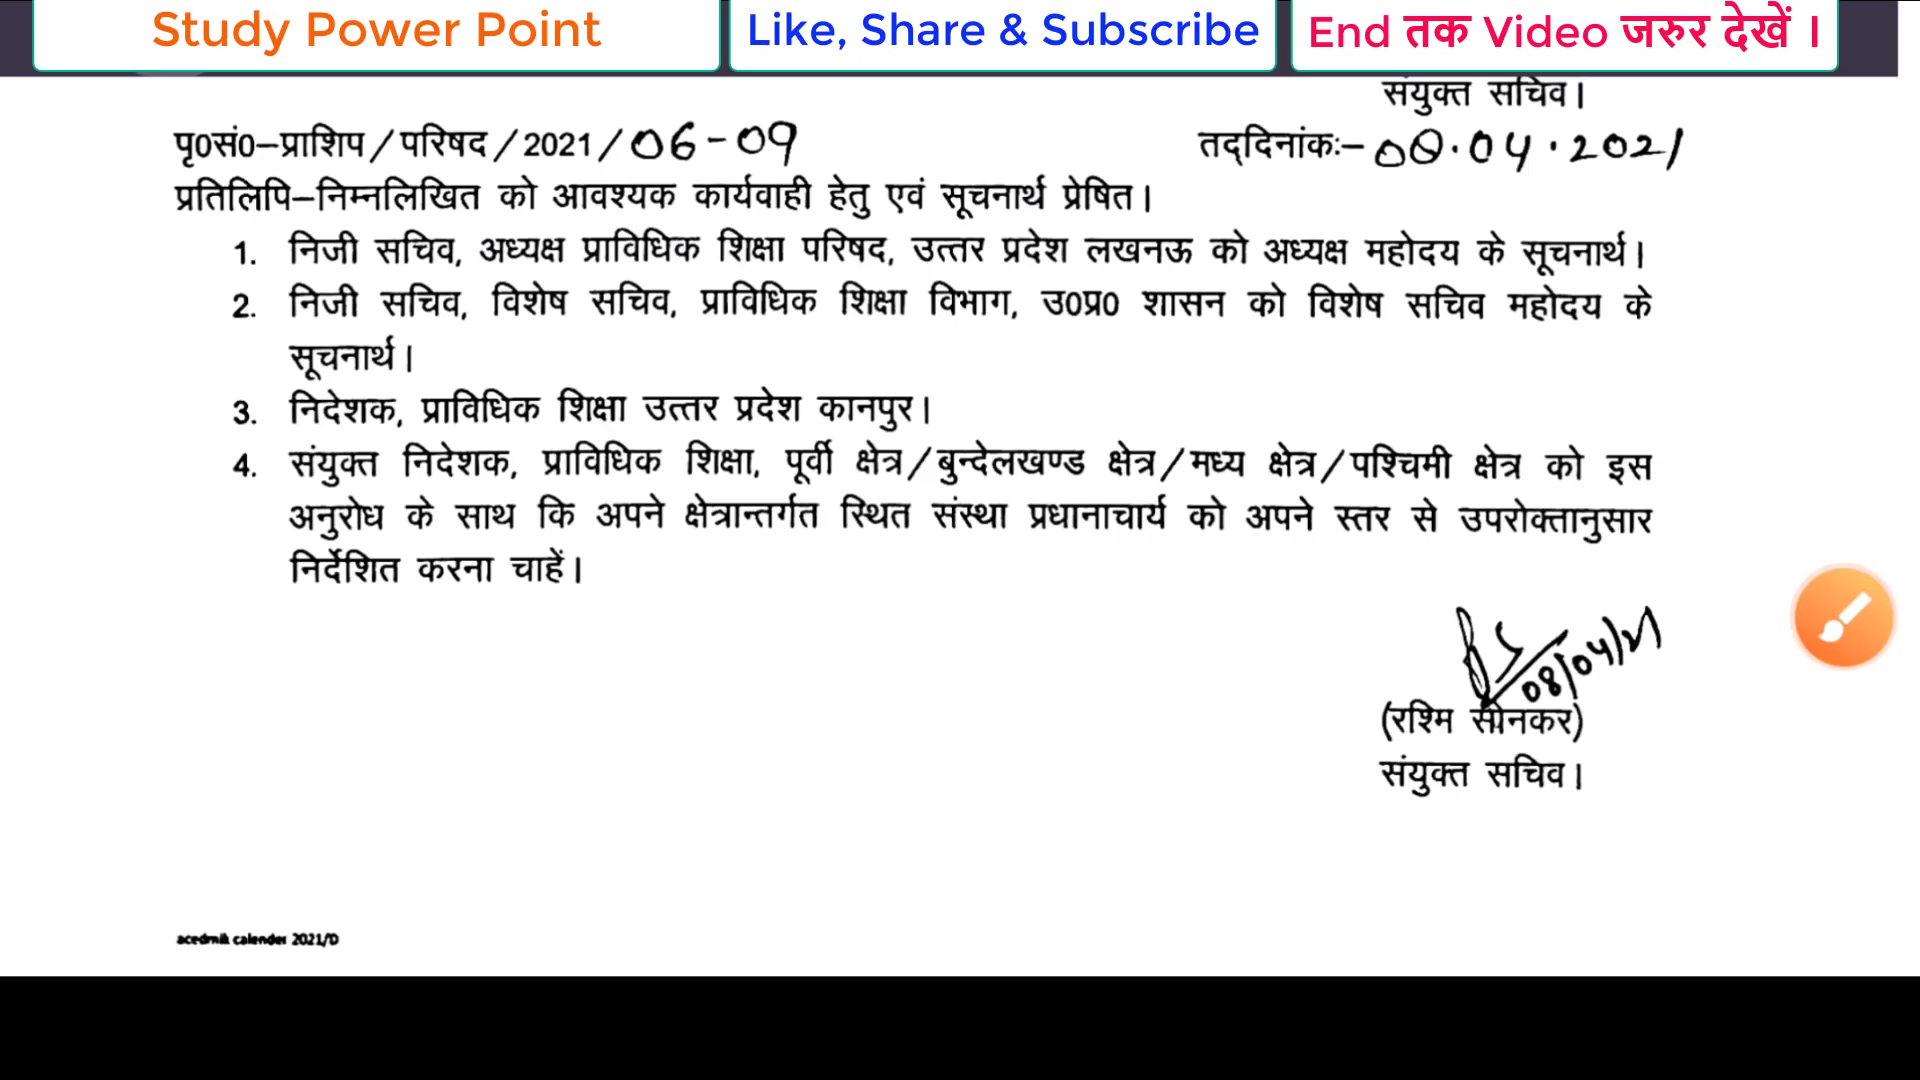 Study Power Point
Like, Share & Subscribe
End तक Video जरुर देखें ।
संयुक्त सचिव।
पृ0सं0–प्राशिप/परिषद/2021/06-09
तद्दिनांकः–08.04.2021
प्रतिलिपि–निम्नलिखित को आवश्यक कार्यवाही हेतु एवं सूचनार्थ प्रेषित।
1. निजी सचिव, अध्यक्ष प्राविधिक शिक्षा परिषद, उत्तर प्रदेश लखनऊ को अध्यक्ष महोदय के सूचनार्थ।
2. निजी सचिव, विशेष सचिव, प्राविधिक शिक्षा विभाग, उ0प्र0 शासन को विशेष सचिव महोदय के
सूचनार्थ।
3. निदेशक, प्राविधिक शिक्षा उत्तर प्रदेश कानपुर।
4. संयुक्त निदेशक, प्राविधिक शिक्षा, पूर्वी क्षेत्र/बुन्देलखण्ड क्षेत्र/मध्य क्षेत्र/पश्चिमी क्षेत्र को इस
अनुरोध के साथ कि अपने क्षेत्रान्तर्गत स्थित संस्था प्रधानाचार्य को अपने स्तर से उपरोक्तानुसार
निर्देशित करना चाहें।
08/04/21
(रश्मि सोनकर)
संयुक्त सचिव।
acedmik calender 2021/D